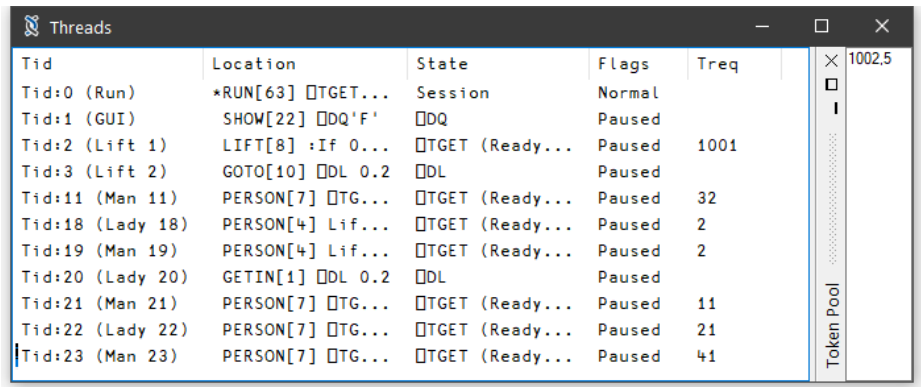 Threads
Tid Location State Flags Treq
Tid:0 (Run) *RUN[63] ⎕TGET... Session Normal
Tid:1 (GUI) SHOW[22] ⎕DQ'F' ⎕DQ Paused
Tid:2 (Lift 1) LIFT[8] :If 0... ⎕TGET (Ready... Paused 1001
Tid:3 (Lift 2) GOTO[10] ⎕DL 0.2 ⎕DL Paused
Tid:11 (Man 11) PERSON[7] ⎕TG... ⎕TGET (Ready... Paused 32
Tid:18 (Lady 18) PERSON[4] Lif... ⎕TGET (Ready... Paused 2
Tid:19 (Man 19) PERSON[4] Lif... ⎕TGET (Ready... Paused 2
Tid:20 (Lady 20) GETIN[1] ⎕DL 0.2 ⎕DL Paused
Tid:21 (Man 21) PERSON[7] ⎕TG... ⎕TGET (Ready... Paused 11
Tid:22 (Lady 22) PERSON[7] ⎕TG... ⎕TGET (Ready... Paused 21
Tid:23 (Man 23) PERSON[7] ⎕TG... ⎕TGET (Ready... Paused 41
Token Pool
1002,5